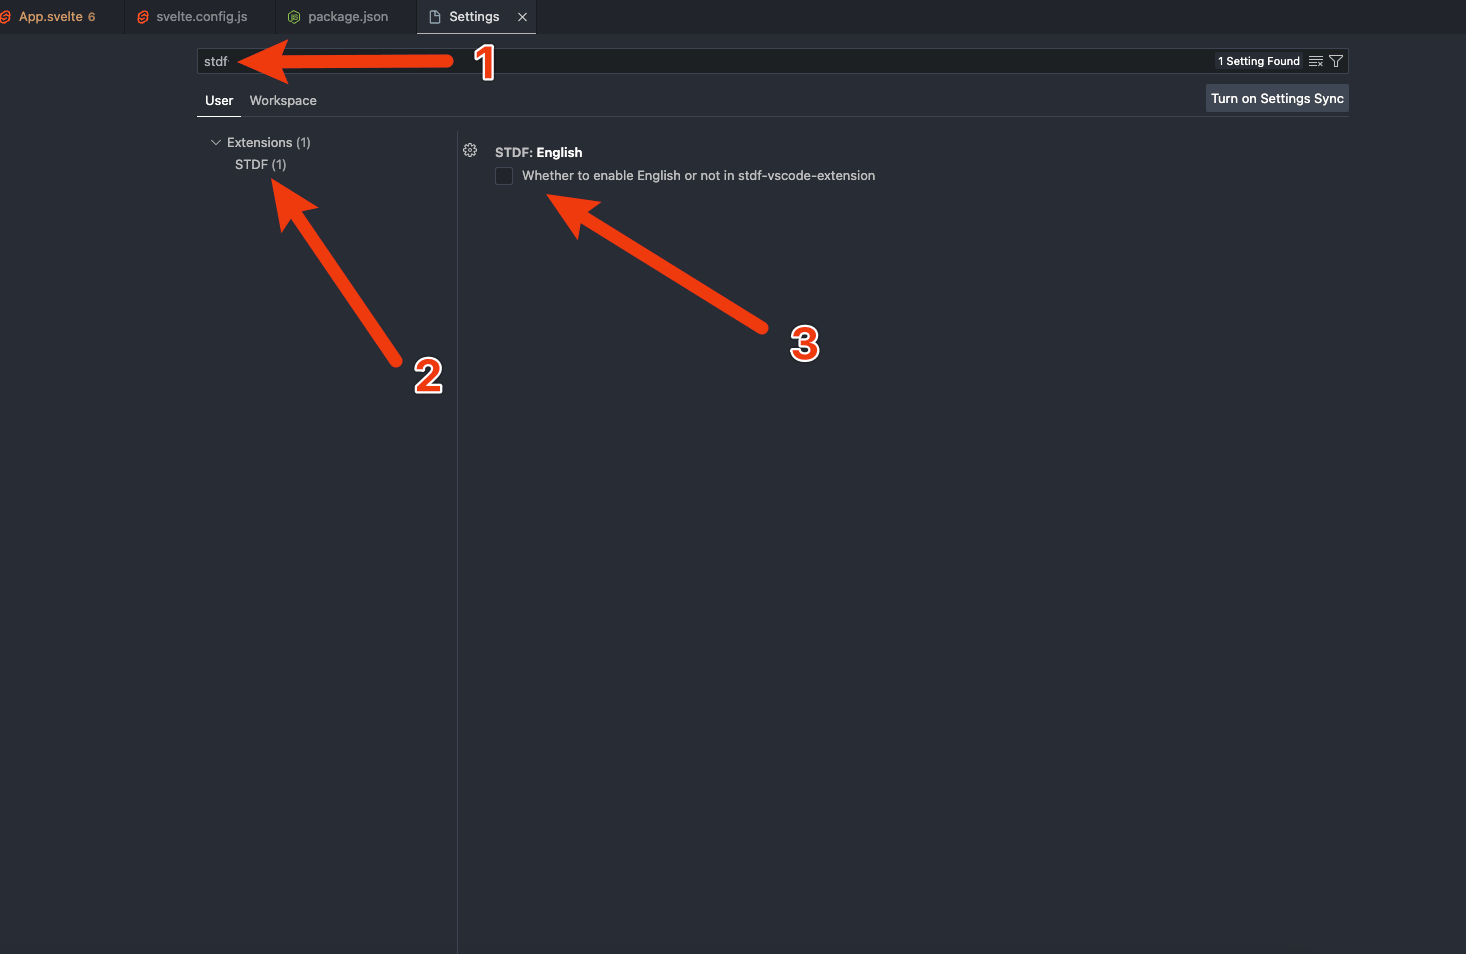 App.svelte 6
svelte.config.js
package.json
Settings
stdf
1
1 Setting Found
User
Workspace
Turn on Settings Sync
Extensions (1)
STDF (1)
STDF: English
Whether to enable English or not in stdf-vscode-extension
3
2